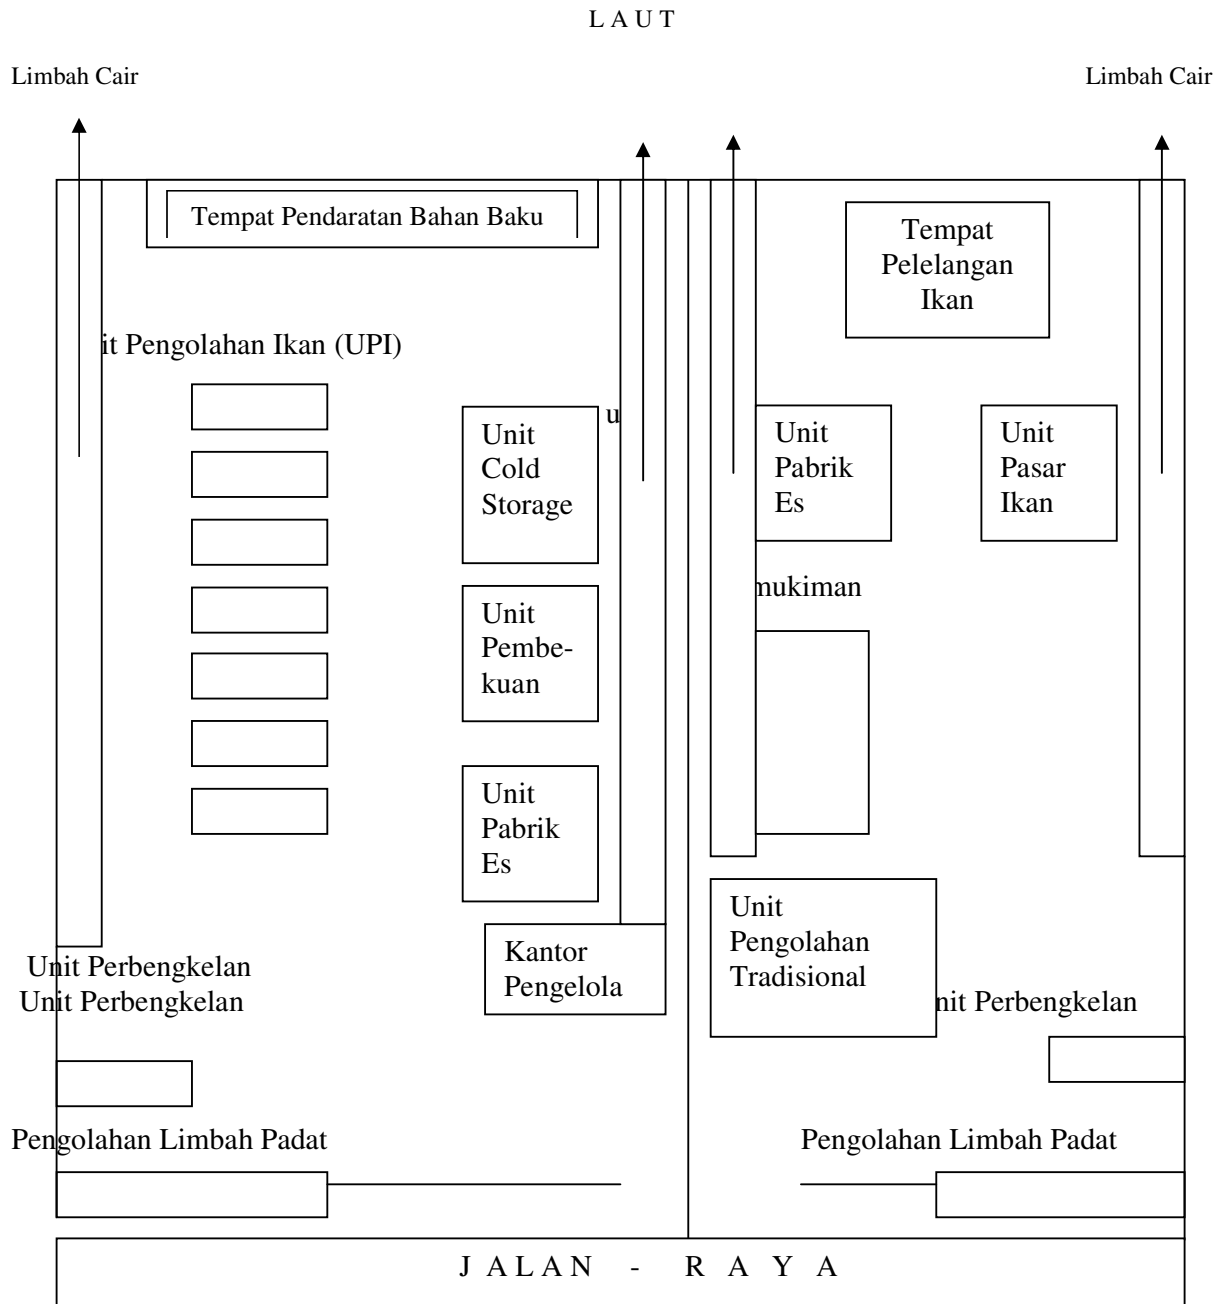 L A U T
Limbah Cair
Limbah Cair
Tempat Pendaratan Bahan Baku
Tempat
Pelelangan
Ikan
it Pengolahan Ikan (UPI)
u
Unit
Cold
Storage
Unit
Pabrik
Es
Unit
Pasar
Ikan
mukiman
Unit
Pembe-
kuan
Unit
Pabrik
Es
Unit
Pengolahan
Tradisional
Kantor
Pengelola
Unit Perbengkelan
Unit Perbengkelan
nit Perbengkelan
Pengolahan Limbah Padat
Pengolahan Limbah Padat
J A L A N - R A Y A